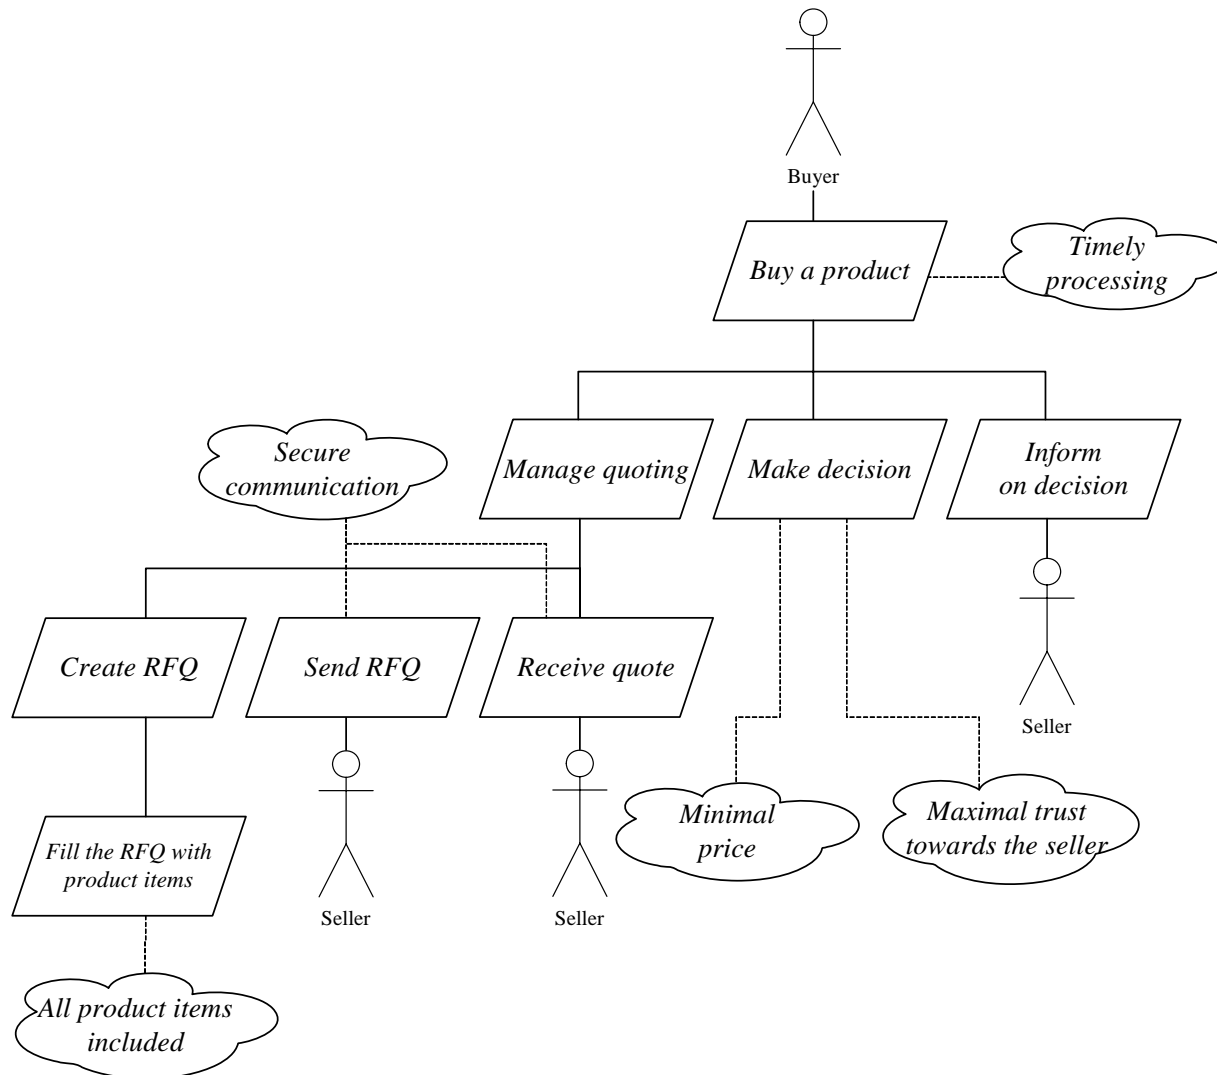 Buyer
Buy a product
Timely
processing
Secure
communication
Manage quoting
Make decision
Inform
on decision
Create RFQ
Send RFQ
Receive quote
Seller
Minimal
price
Maximal trust
towards the seller
Fill the RFQ with
product items
Seller
Seller
All product items
included